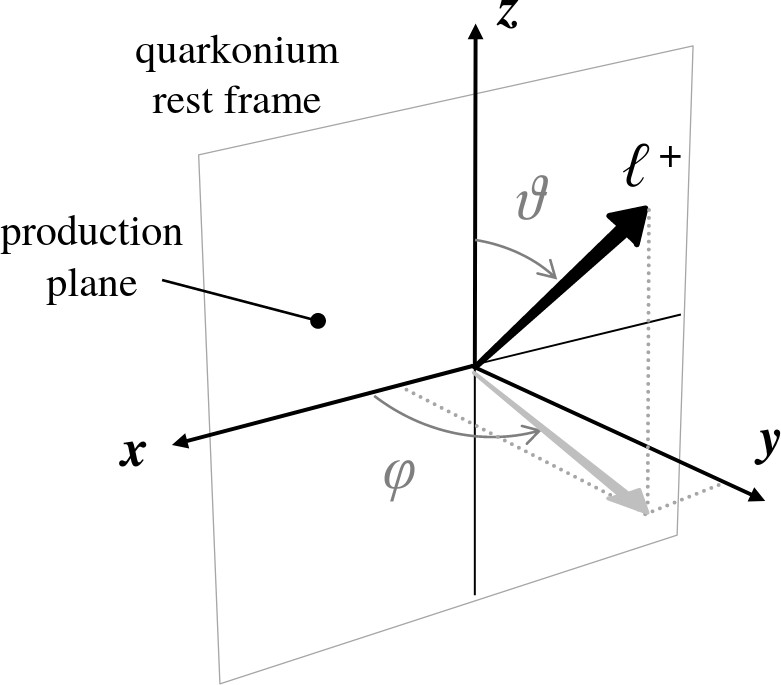 z
quarkonium
rest frame
ℓ +
ϑ
production
plane
x
y
φ